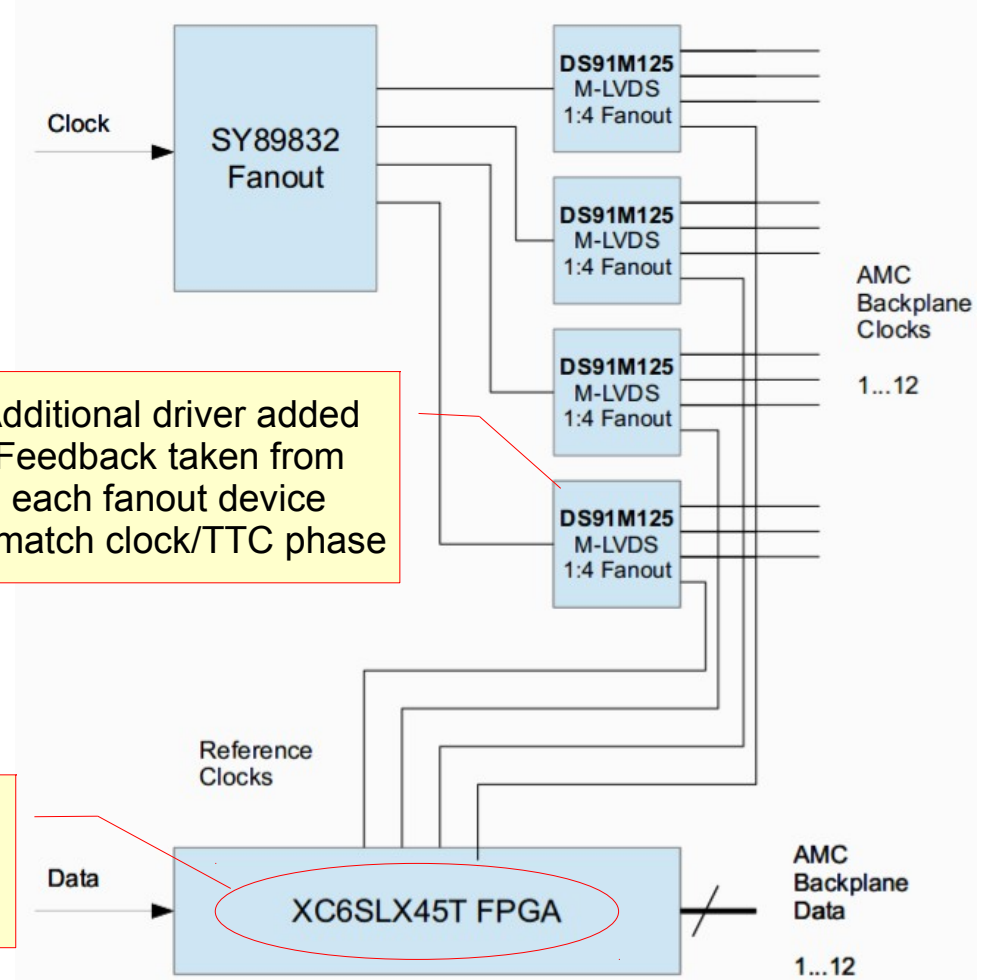 Clock
SY89832
Fanout
DS91M125
M-LVDS
1:4 Fanout
DS91M125
M-LVDS
1:4 Fanout
DS91M125
M-LVDS
1:4 Fanout
DS91M125
M-LVDS
1:4 Fanout
AMC
Backplane
Clocks
1...12
Additional driver added
Feedback taken from
each fanout device
match clock/TTC phase
Reference
Clocks
Data
XC6SLX45T FPGA
AMC
Backplane
Data
1...12